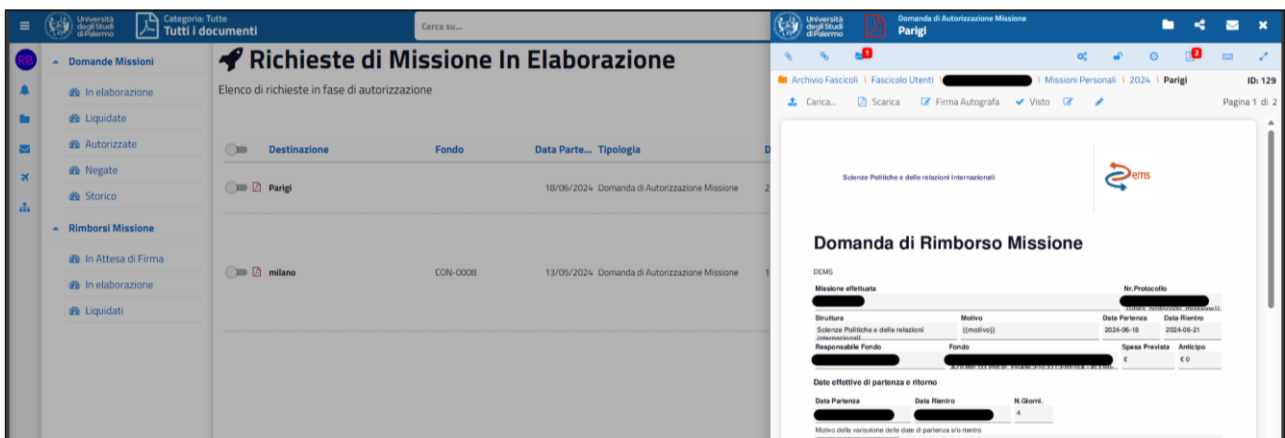 Università
degli Studi
di Palermo
Categoria: Tutte
Tutti i documenti
Cerca su...
RB
Domande Missioni
In elaborazione
Liquidate
Autorizzate
Negate
Storico
Rimborsi Missione
In Attesa di Firma
In elaborazione
Liquidati
Richieste di Missione In Elaborazione
Elenco di richieste in fase di autorizzazione
Destinazione Fondo Data Parte... Tipologia D
Parigi 18/06/2024 Domanda di Autorizzazione Missione 2
milano CON-0008 13/05/2024 Domanda di Autorizzazione Missione 1
Università
degli Studi
di Palermo
Domanda di Autorizzazione Missione
Parigi
1
2
Archivio Fascicoli \ Fascicolo Utenti \ \ Missioni Personali \ 2024 \ Parigi ID: 129
Carica... Scarica Firma Autografa Visto Pagina 1 di 2
Scienze Politiche e delle relazioni internazionali
Dems
Domanda di Rimborso Missione
DEMS
Missione effettuata Nr.Protocollo
Struttura Motivo Data Partenza Data Rientro
Scienze Politiche e delle relazioni {{motivo}} 2024-06-18 2024-06-21
internazionali
Responsabile Fondo Fondo Spesa Prevista Anticipo
€ € 0
Date effettive di partenza e ritorno
Data Partenza Data Rientro N.Giorni.
4
Motivo della variazione delle date di partenza e/o rientro